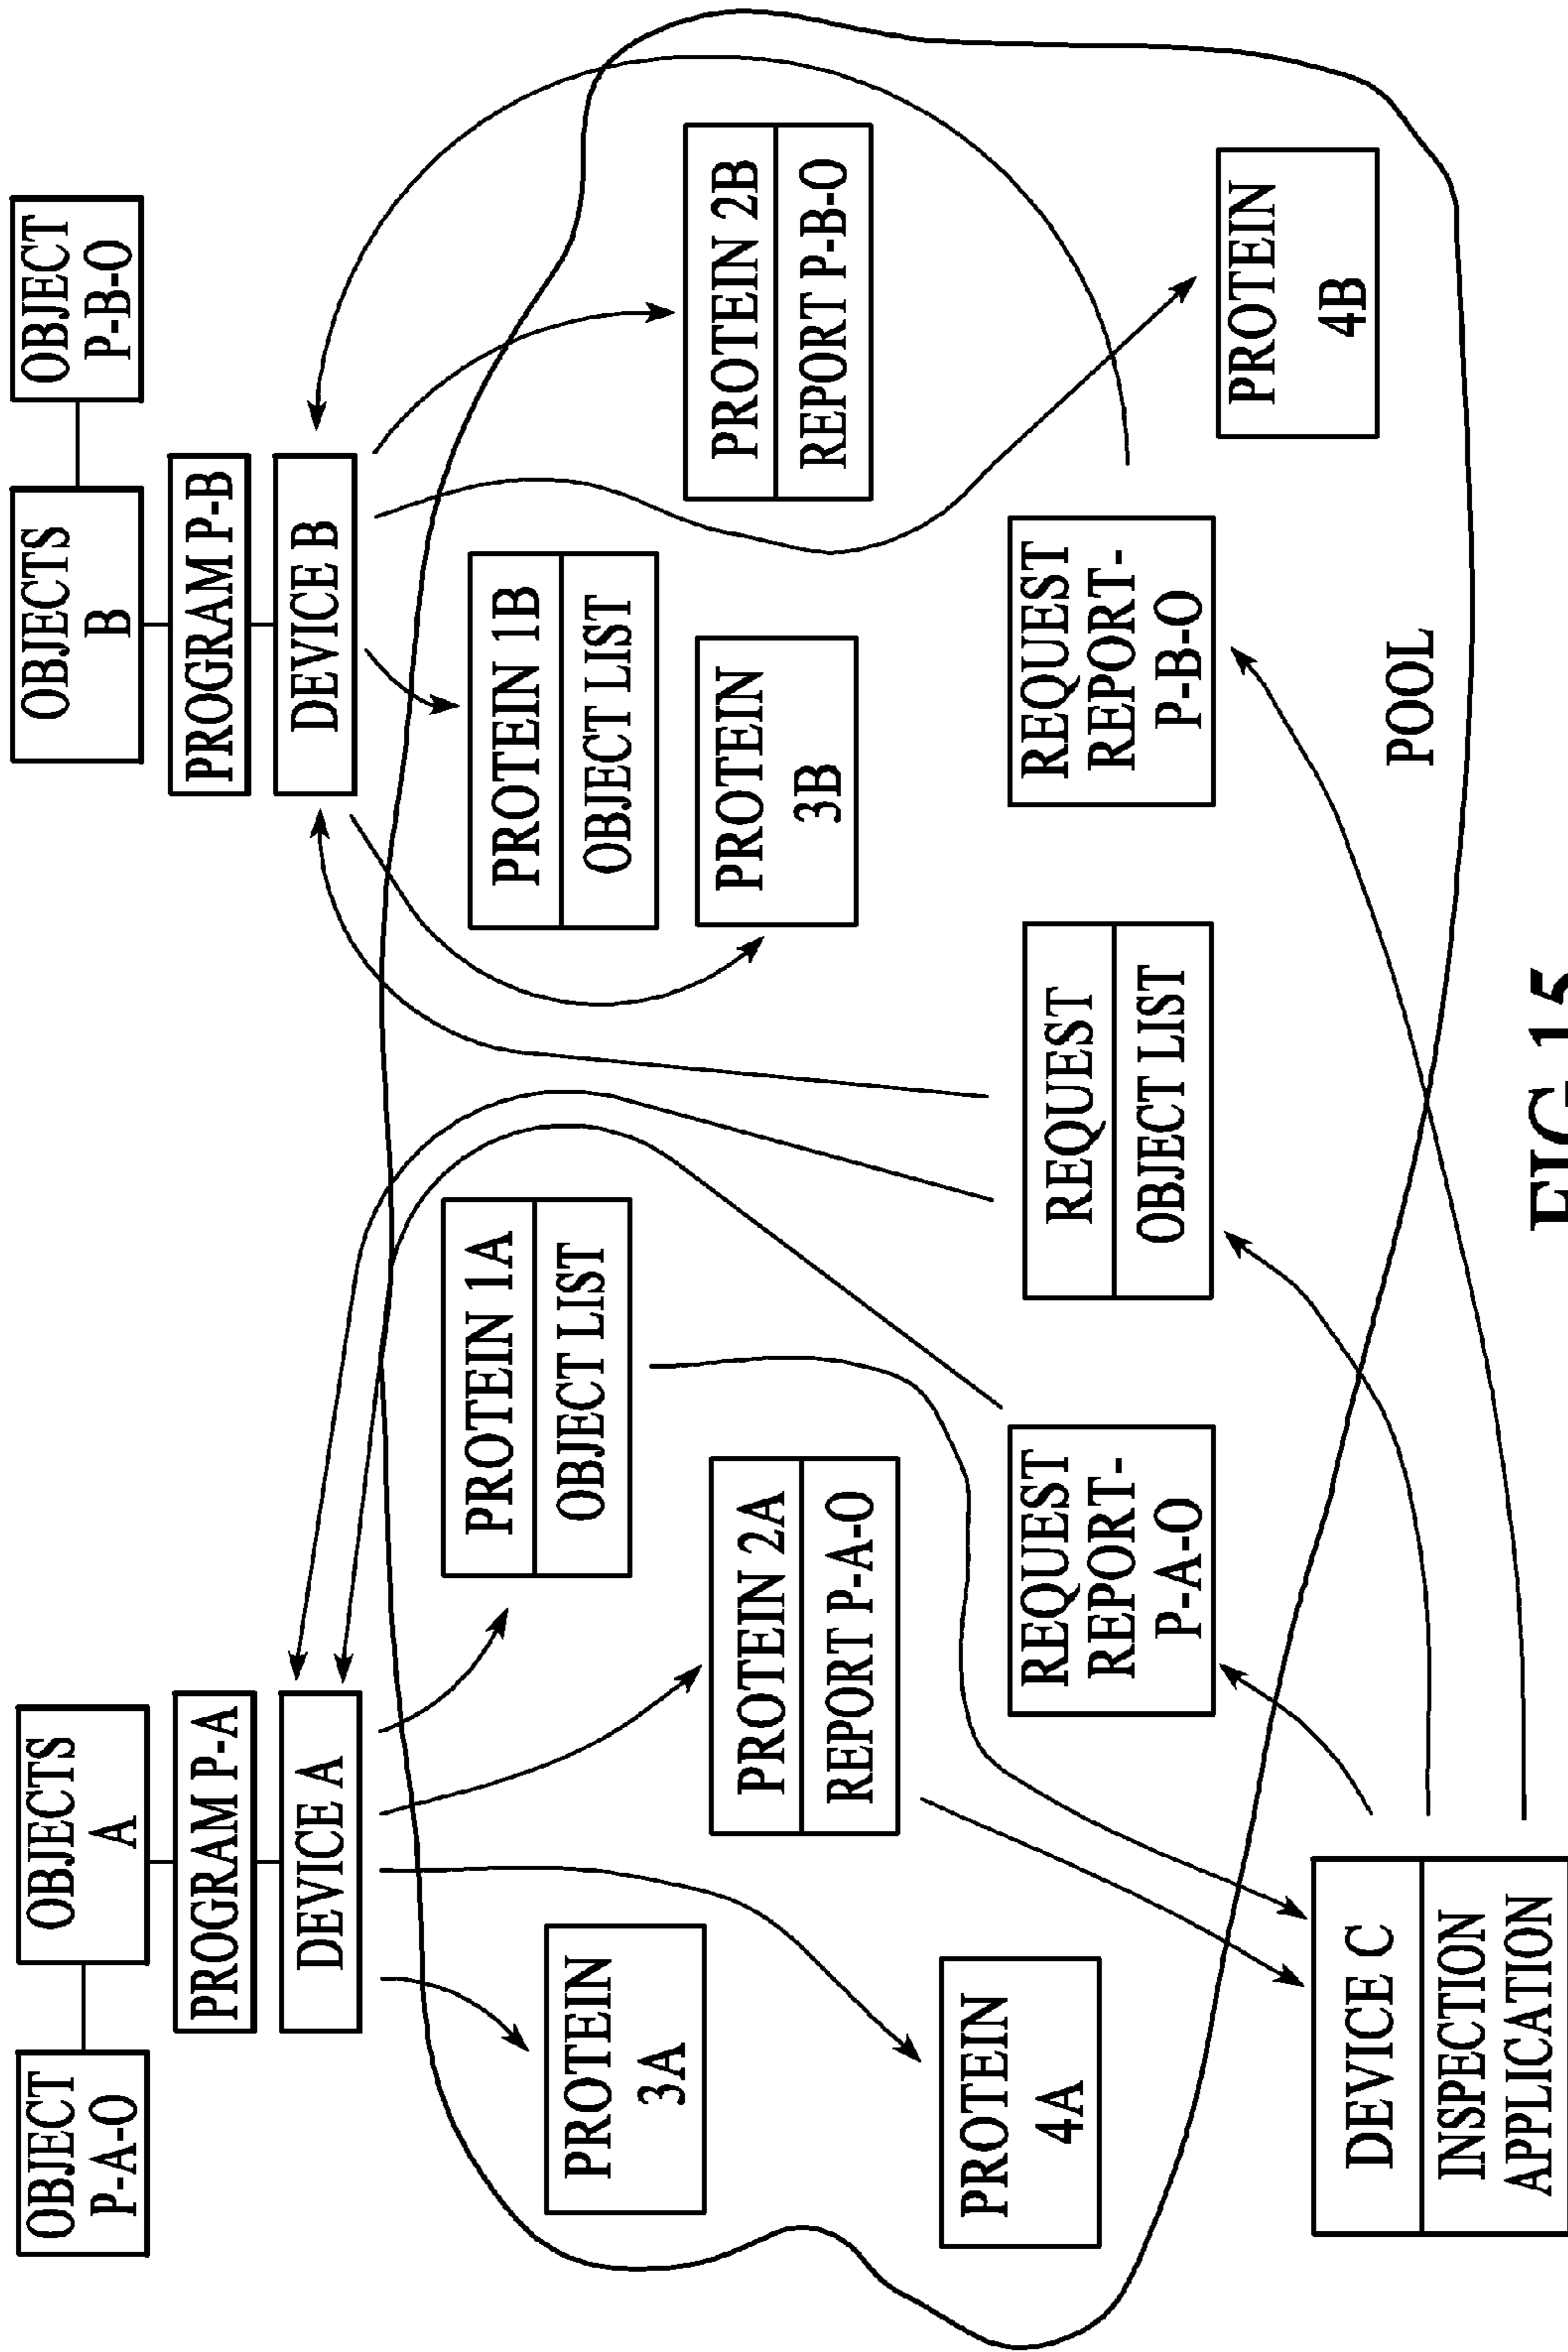 OBJECT
P-A-O
OBJECTS
A
OBJECTS
B
OBJECT
P-B-O
PROGRAM P-A
PROGRAM P-B
DEVICE A
DEVICE B
PROTEIN 1A
OBJECT LIST
PROTEIN 1B
OBJECT LIST
PROTEIN
3A
PROTEIN 2A
REPORT P-A-O
PROTEIN
3B
PROTEIN 2B
REPORT P-B-O
PROTEIN
4A
REQUEST
REPORT-
P-A-O
REQUEST
OBJECT LIST
REQUEST
REPORT-
P-B-O
PROTEIN
4B
POOL
DEVICE C
INSPECTION
APPLICATION
FIG.15